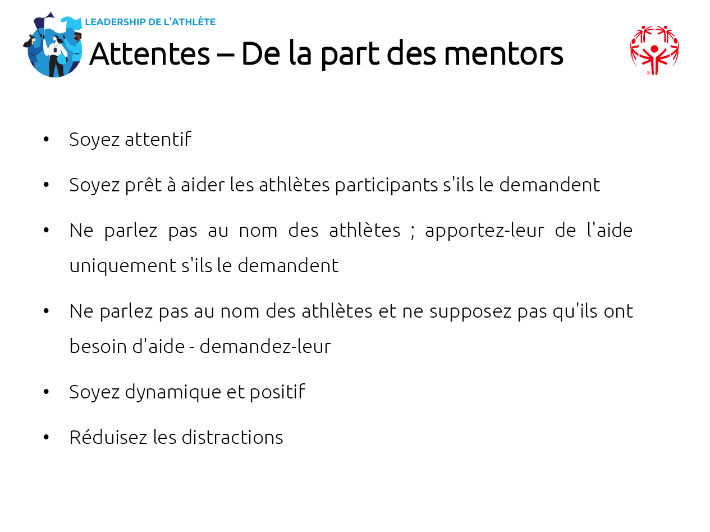 LEADERSHIP DE L'ATHLÈTE
Attentes – De la part des mentors
• Soyez attentif
• Soyez prêt à aider les athlètes participants s'ils le demandent
• Ne parlez pas au nom des athlètes ; apportez-leur de l'aide
uniquement s'ils le demandent
• Ne parlez pas au nom des athlètes et ne supposez pas qu'ils ont
besoin d'aide - demandez-leur
• Soyez dynamique et positif
• Réduisez les distractions